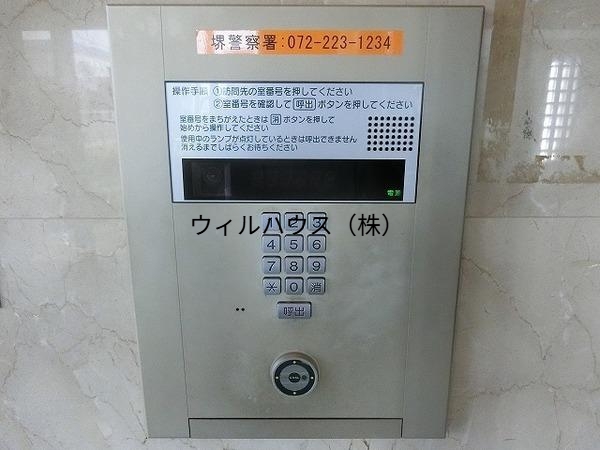 堺警察署:072-223-1234
操作手順 ①訪問先の室番号を押してください
②室番号を確認して 呼出 ボタンを押してください
室番号をまちがえたときは 消 ボタンを押して
始めから操作してください
使用中のランプが点灯しているときは呼出できません
消えるまでしばらくお待ちください
電源
ウィルハウス（株）
1 2 3
4 5 6
7 8 9
＊ 0 消
呼出